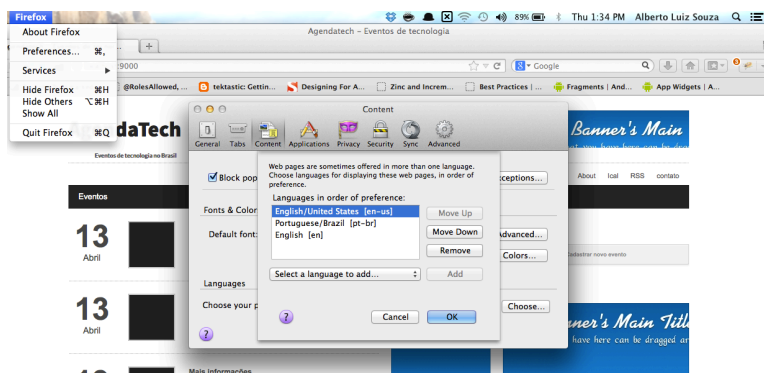 Firefox
89%
Thu 1:34 PM
Alberto Luiz Souza
About Firefox
Preferences... ⌘,
Services
Hide Firefox ⌘H
Hide Others ⌥⌘H
Show All
Quit Firefox ⌘Q
Agendatech – Eventos de tecnologia
:9000
Google
@RolesAllowed, ...
tektastic: Gettin...
Designing For A...
Zinc and Increm...
Best Practices | ...
Fragments | And...
App Widgets | A...
daTech
Eventos de tecnologia no Brasil
Banner's Main
About
Ical
RSS
contato
Eventos
13
Abril
13
Abril
Cadastrar novo evento
Mais informações
Content
General
Tabs
Content
Applications
Privacy
Security
Sync
Advanced
Block pop
xceptions...
Fonts & Color
Default font:
dvanced...
Colors...
Languages
Choose your p
Choose...
Web pages are sometimes offered in more than one language.
Choose languages for displaying these web pages, in order of
preference.
Languages in order of preference:
English/United States [en-us]
Portuguese/Brazil [pt-br]
English [en]
Move Up
Move Down
Remove
Select a language to add...
Add
Cancel
OK
nner's Main Title
have here can be dragged ar